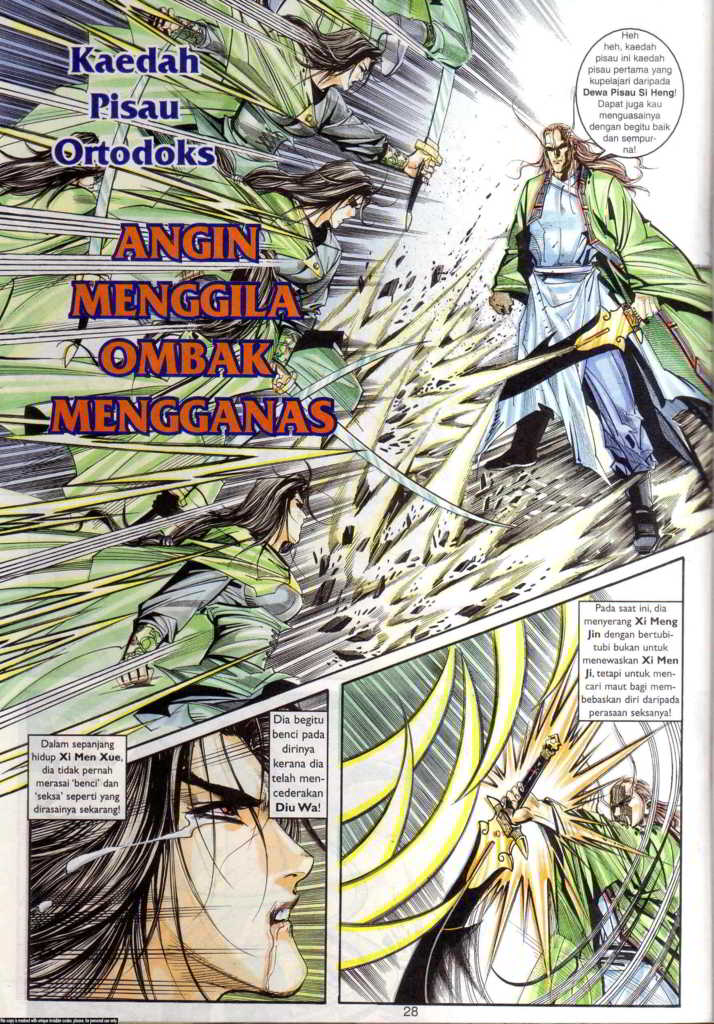 Kaedah
Pisau
Ortodoks
ANGIN
MENGGILA
OMBAK
MENGGANAS
Heh
heh, kaedah
pisau ini kaedah
pisau pertama yang
kupelajari daripada
Dewa Pisau Si Heng!
Dapat juga kau
menguasainya
dengan begitu baik
dan sempur-
na!
Dalam sepanjang
hidup Xi Men Xue,
dia tidak pernah
merasai 'benci' dan
'seksa' seperti yang
dirasainya sekarang!
Dia begitu
benci pada
dirinya
kerana dia
telah men-
cederakan
Diu Wa!
Pada saat ini, dia
menyerang Xi Meng
Jin dengan bertubi-
tubi bukan untuk
menewaskan Xi Men
Ji, tetapi untuk men-
cari maut bagi mem-
bebaskan diri daripada
perasaan seksanya!
28